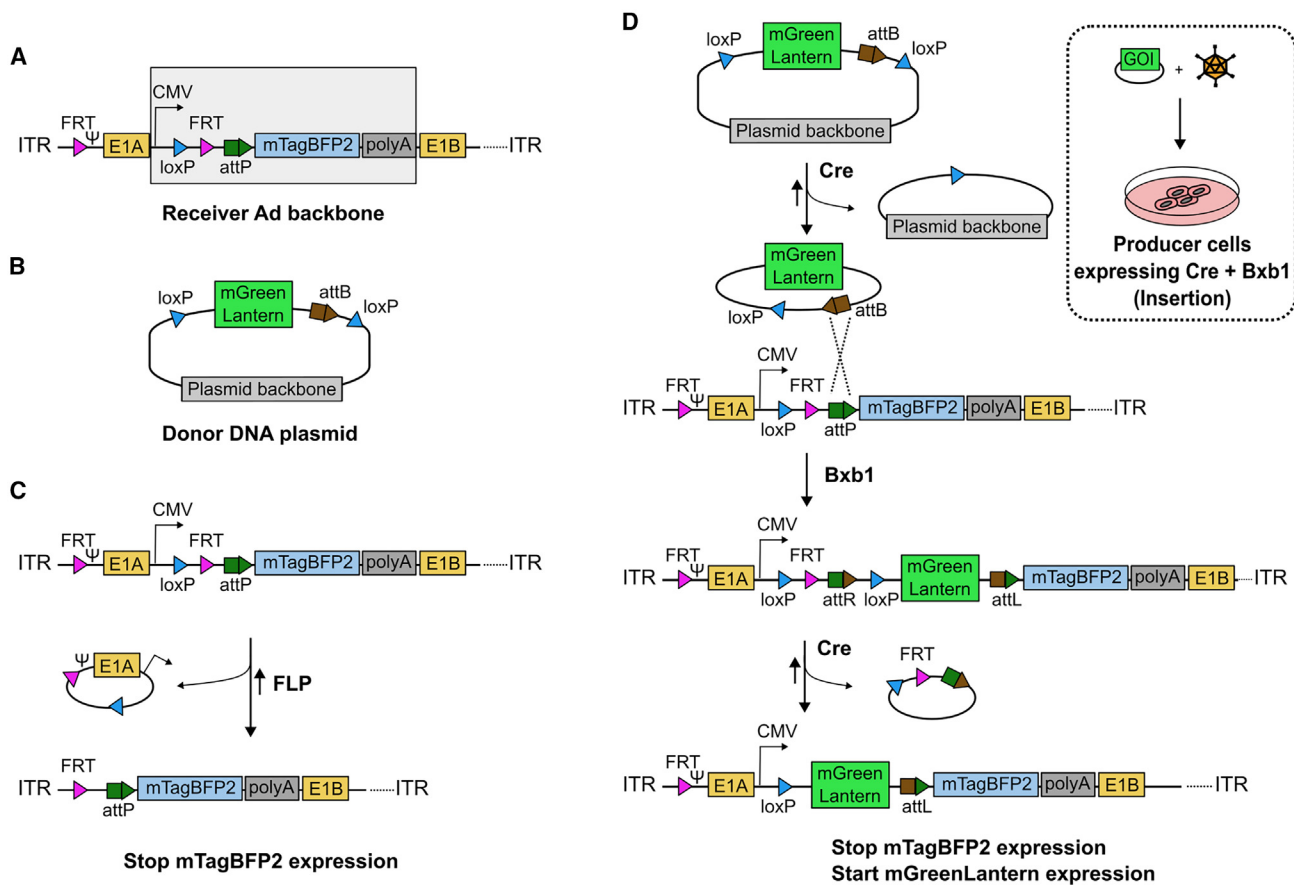 A
CMV
FRT
Ψ
FRT
ITR
E1A
mTagBFP2
polyA
E1B
ITR
loxP
attP
Receiver Ad backbone
B
loxP
mGreen
Lantern
attB
loxP
Plasmid backbone
Donor DNA plasmid
C
CMV
FRT
Ψ
FRT
ITR
E1A
mTagBFP2
polyA
E1B
ITR
loxP
attP
Ψ
E1A
FLP
FRT
ITR
mTagBFP2
polyA
E1B
ITR
attP
Stop mTagBFP2 expression
D
loxP
mGreen
Lantern
attB
loxP
Plasmid backbone
Cre
Plasmid backbone
mGreen
Lantern
loxP
attB
CMV
FRT
Ψ
FRT
ITR
E1A
mTagBFP2
polyA
E1B
ITR
loxP
attP
Bxb1
CMV
FRT
Ψ
FRT
ITR
E1A
mGreen
Lantern
mTagBFP2
polyA
E1B
ITR
loxP
attR
loxP
attL
Cre
FRT
CMV
FRT
Ψ
ITR
E1A
mGreen
Lantern
mTagBFP2
polyA
E1B
ITR
loxP
attL
Stop mTagBFP2 expression
Start mGreenLantern expression
GOI
+
Producer cells
expressing Cre + Bxb1
(Insertion)